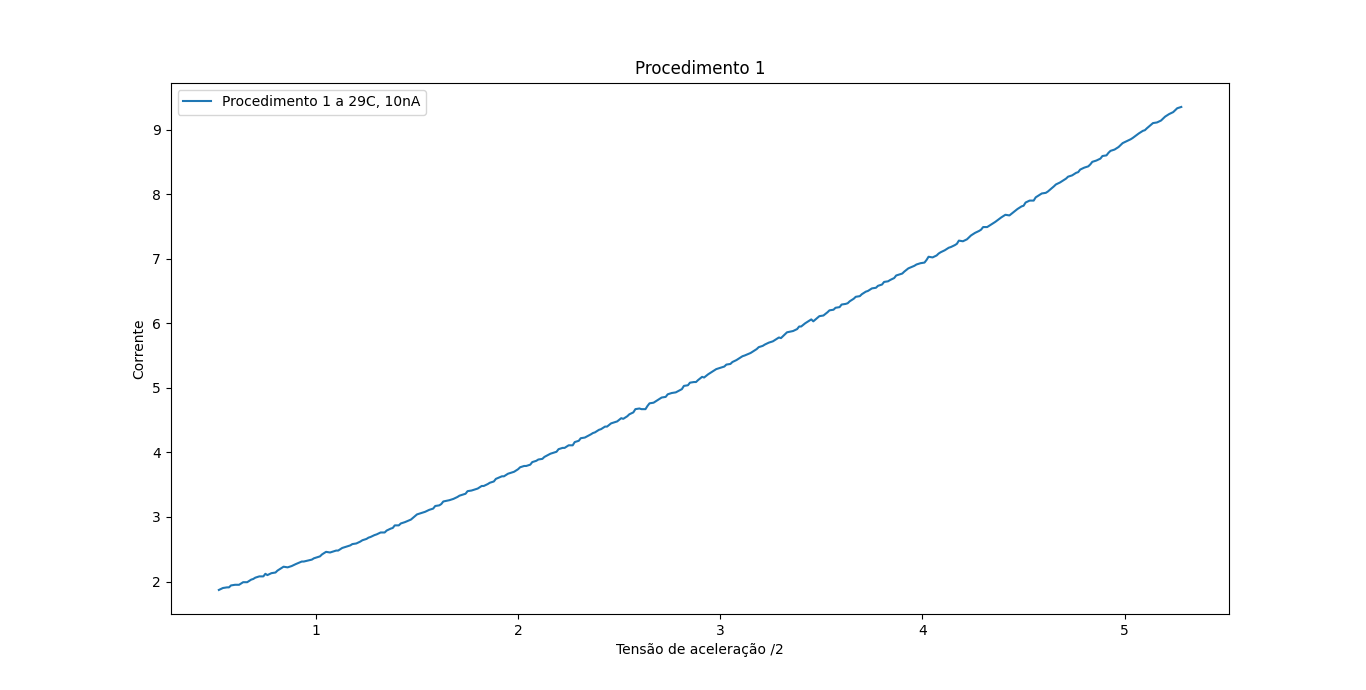 Procedimento 1
Procedimento 1 a 29C, 10nA
9
8
7
6
5
4
3
2
Corrente
1 2 3 4 5
Tensão de aceleração /2